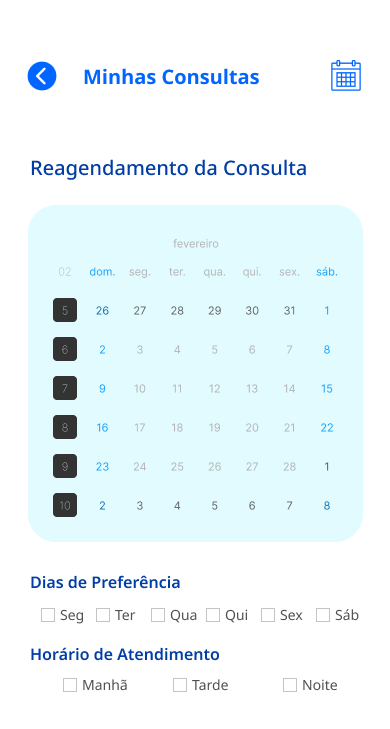 Minhas Consultas
Reagendamento da Consulta
fevereiro
02 dom. seg. ter. qua. qui. sex. sáb.
5 26 27 28 29 30 31 1
6 2 3 4 5 6 7 8
7 9 10 11 12 13 14 15
8 16 17 18 19 20 21 22
9 23 24 25 26 27 28 1
10 2 3 4 5 6 7 8
Dias de Preferência
Seg Ter Qua Qui Sex Sáb
Horário de Atendimento
Manhã Tarde Noite